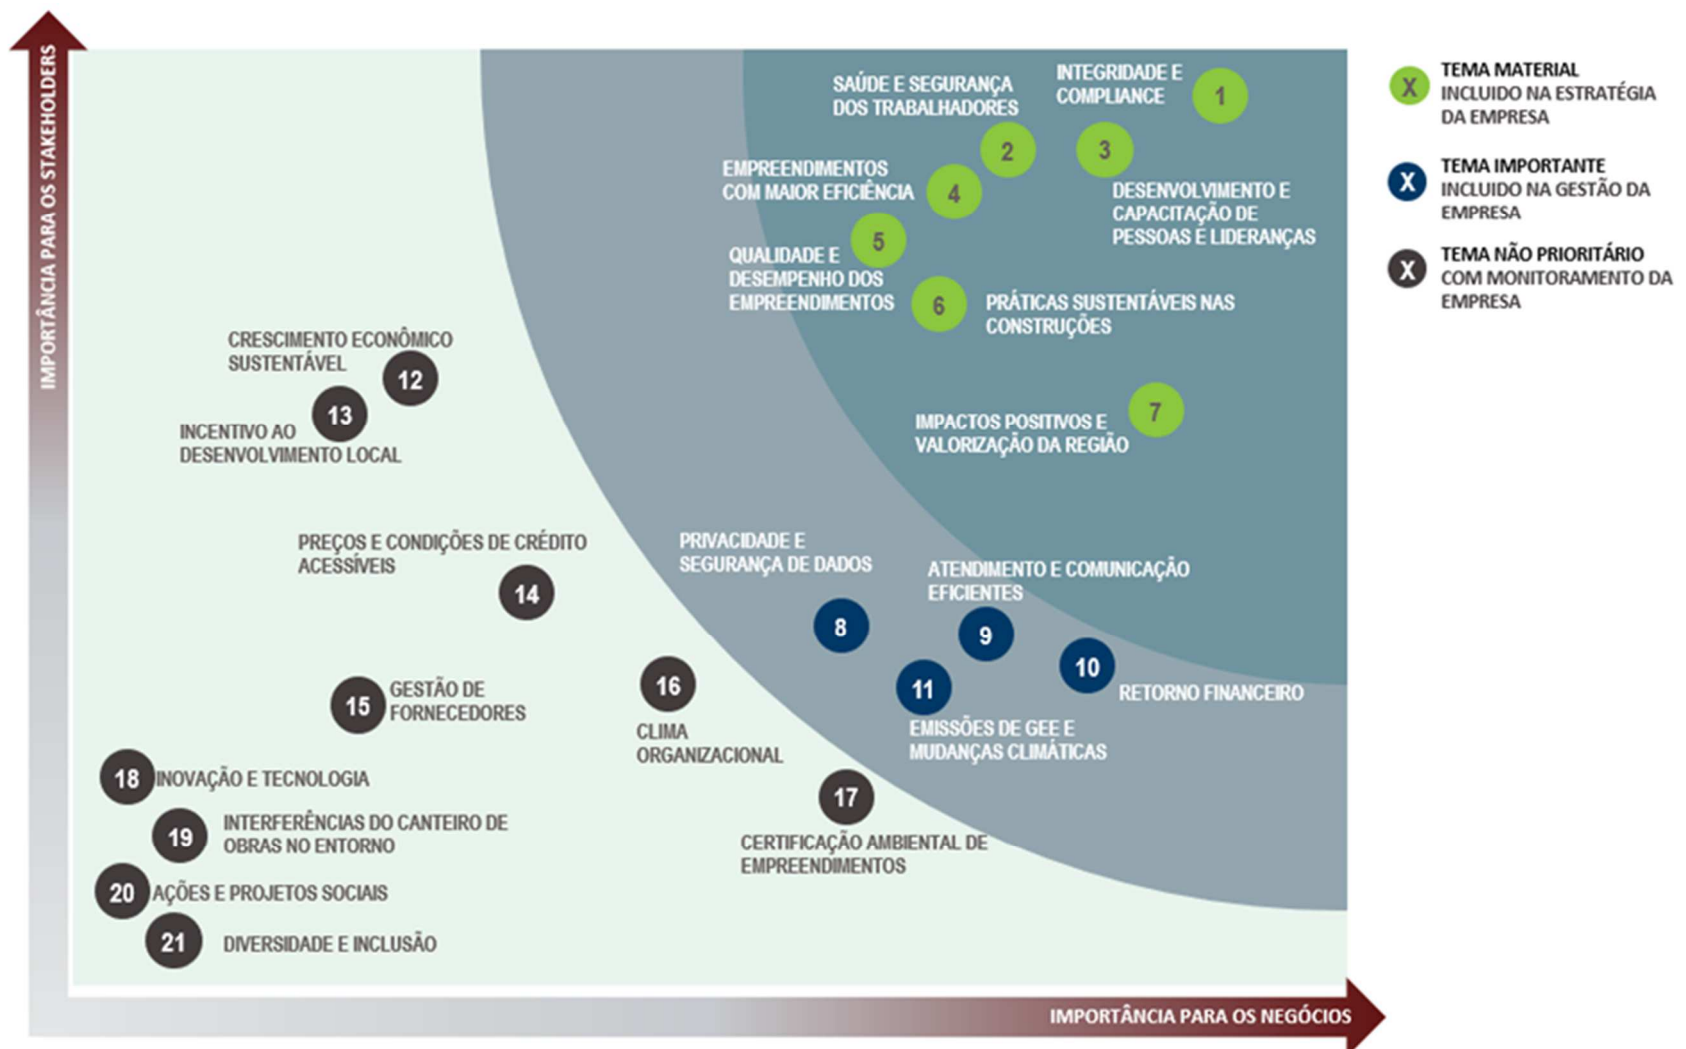 IMPORTÂNCIA PARA OS STAKEHOLDERS
SAÚDE E SEGURANÇA
DOS TRABALHADORES
2
INTEGRIDADE E
COMPLIANCE
1
3
DESENVOLVIMENTO E
CAPACITAÇÃO DE
PESSOAS E LIDERANÇAS
EMPREENDIMENTOS
COM MAIOR EFICIÊNCIA
4
5
QUALIDADE E
DESEMPENHO DOS
EMPREENDIMENTOS
6
PRÁTICAS SUSTENTÁVEIS NAS
CONSTRUÇÕES
7
IMPACTOS POSITIVOS E
VALORIZAÇÃO DA REGIÃO
CRESCIMENTO ECONÔMICO
SUSTENTÁVEL
12
13
INCENTIVO AO
DESENVOLVIMENTO LOCAL
PREÇOS E CONDIÇÕES DE CRÉDITO
ACESSÍVEIS
14
PRIVACIDADE E
SEGURANÇA DE DADOS
8
ATENDIMENTO E COMUNICAÇÃO
EFICIENTES
9
10
RETORNO FINANCEIRO
11
EMISSÕES DE GEE E
MUDANÇAS CLIMÁTICAS
15
GESTÃO DE
FORNECEDORES
16
CLIMA
ORGANIZACIONAL
17
CERTIFICAÇÃO AMBIENTAL DE
EMPREENDIMENTOS
18
INOVAÇÃO E TECNOLOGIA
19
INTERFERÊNCIAS DO CANTEIRO DE
OBRAS NO ENTORNO
20
AÇÕES E PROJETOS SOCIAIS
21
DIVERSIDADE E INCLUSÃO
IMPORTÂNCIA PARA OS NEGÓCIOS
X
TEMA MATERIAL
INCLUIDO NA ESTRATÉGIA
DA EMPRESA
X
TEMA IMPORTANTE
INCLUIDO NA GESTÃO DA
EMPRESA
X
TEMA NÃO PRIORITÁRIO
COM MONITORAMENTO DA
EMPRESA